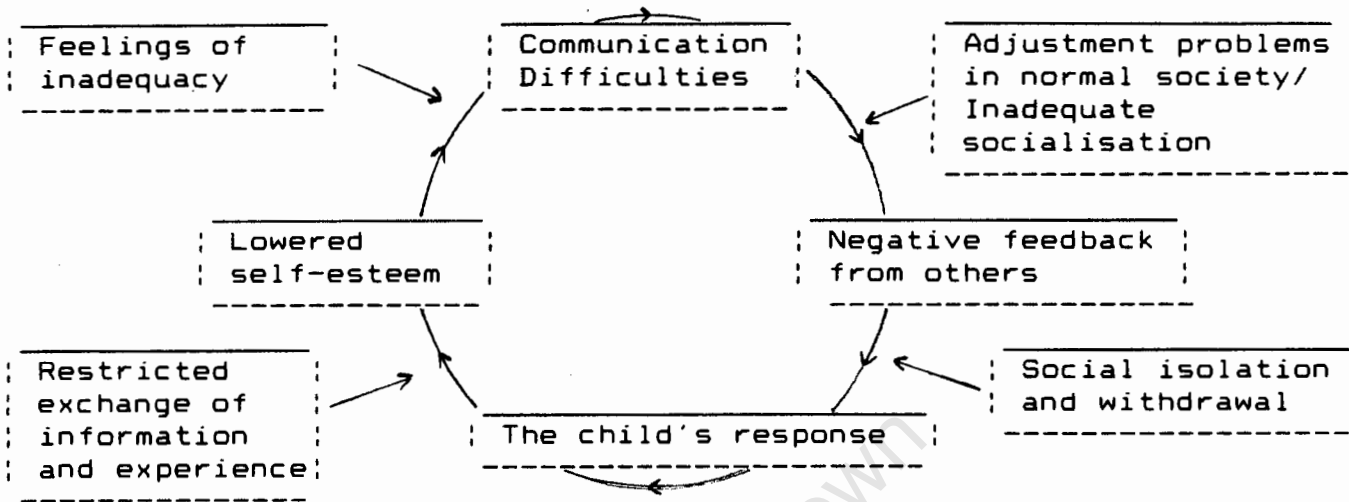 Feelings of
inadequacy
Communication
Difficulties
Adjustment problems
in normal society/
Inadequate
socialisation
Lowered
self-esteem
Negative feedback
from others
Restricted
exchange of
information
and experience
The child's response
Social isolation
and withdrawal